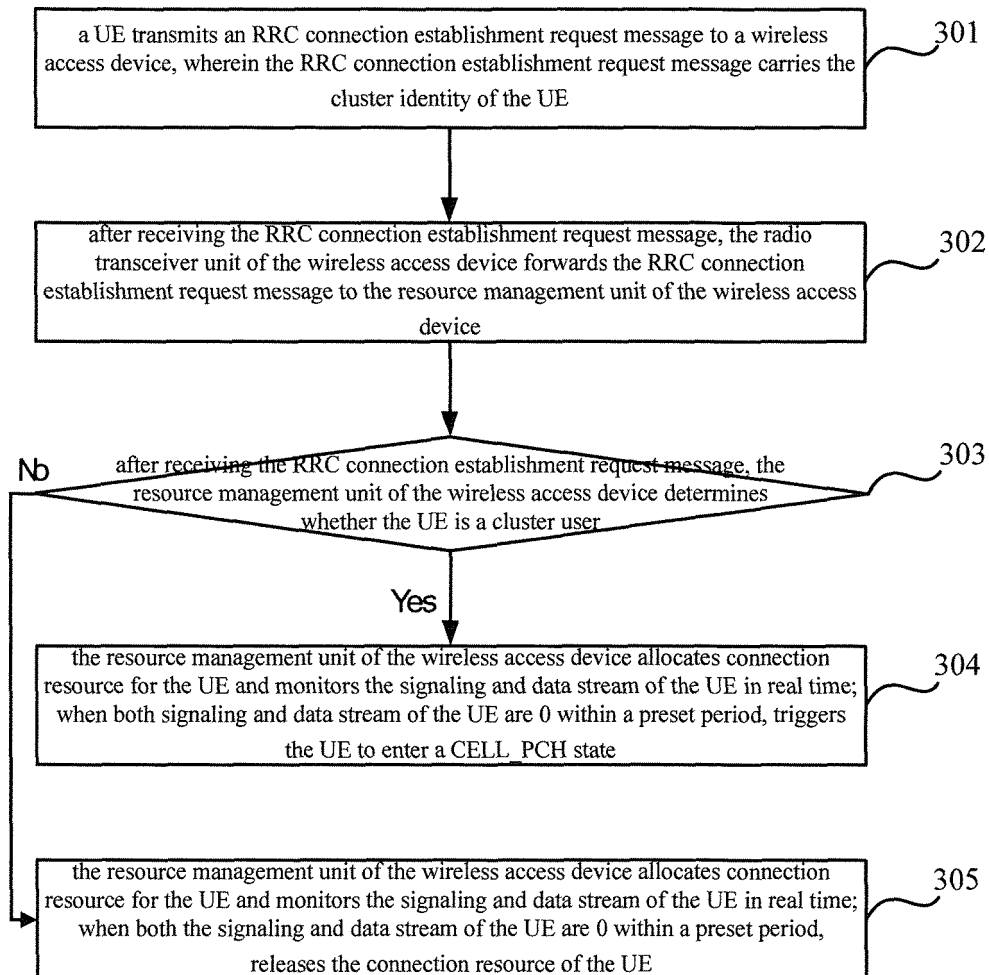 a UE transmits an RRC connection establishment request message to a wireless
access device, wherein the RRC connection establishment request message carries the
cluster identity of the UE
301
after receiving the RRC connection establishment request message, the radio
transceiver unit of the wireless access device forwards the RRC connection
establishment request message to the resource management unit of the wireless access
device
302
No
after receiving the RRC connection establishment request message, the
resource management unit of the wireless access device determines
whether the UE is a cluster user
303
Yes
the resource management unit of the wireless access device allocates connection
resource for the UE and monitors the signaling and data stream of the UE in real time;
when both signaling and data stream of the UE are 0 within a preset period, triggers
the UE to enter a CELL_PCH state
304
the resource management unit of the wireless access device allocates connection
resource for the UE and monitors the signaling and data stream of the UE in real time;
when both the signaling and data stream of the UE are 0 within a preset period,
releases the connection resource of the UE
305